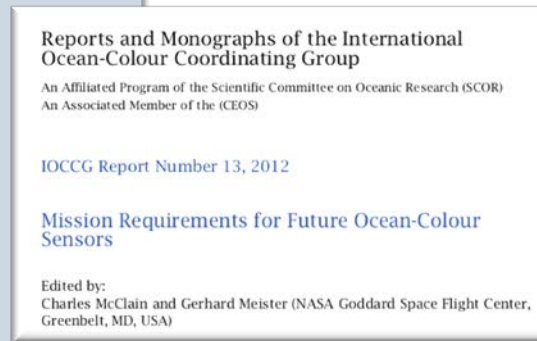 Reports and Monographs of the International
Ocean-Colour Coordinating Group
An Affiliated Program of the Scientific Committee on Oceanic Research (SCOR)
An Associated Member of the (CEOS)
IOCCG Report Number 13, 2012
Mission Requirements for Future Ocean-Colour
Sensors
Edited by:
Charles McClain and Gerhard Meister (NASA Goddard Space Flight Center,
Greenbelt, MD, USA)